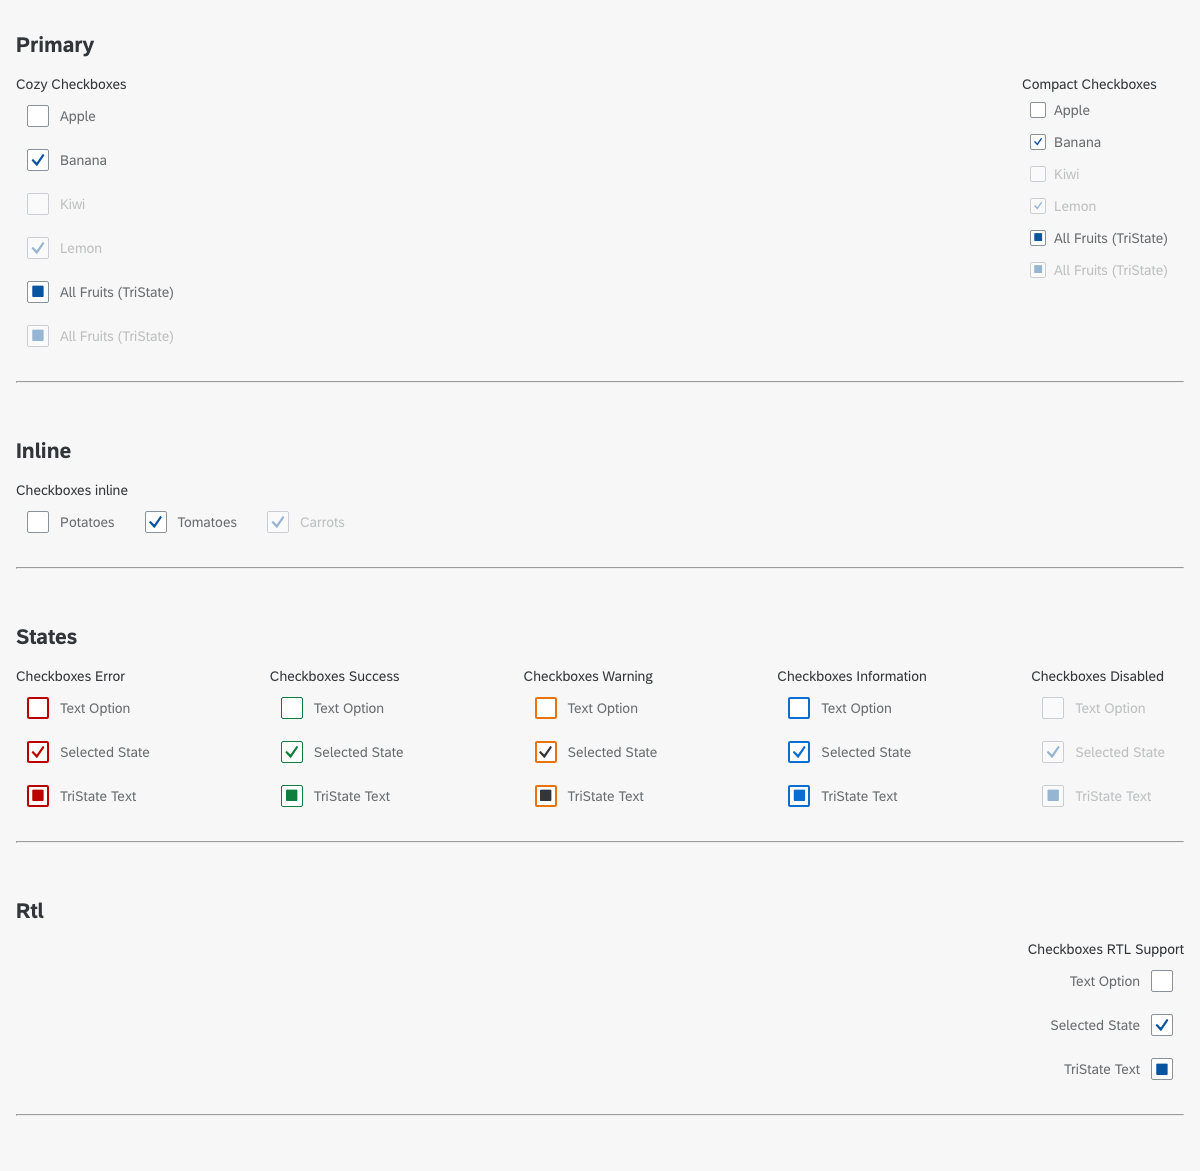 Primary
Cozy Checkboxes
Apple
Banana
Kiwi
Lemon
All Fruits (TriState)
All Fruits (TriState)
Compact Checkboxes
Apple
Banana
Kiwi
Lemon
All Fruits (TriState)
All Fruits (TriState)
Inline
Checkboxes inline
Potatoes Tomatoes Carrots
States
Checkboxes Error
Text Option
Selected State
TriState Text
Checkboxes Success
Text Option
Selected State
TriState Text
Checkboxes Warning
Text Option
Selected State
TriState Text
Checkboxes Information
Text Option
Selected State
TriState Text
Checkboxes Disabled
Text Option
Selected State
TriState Text
Rtl
Checkboxes RTL Support
Text Option
Selected State
TriState Text